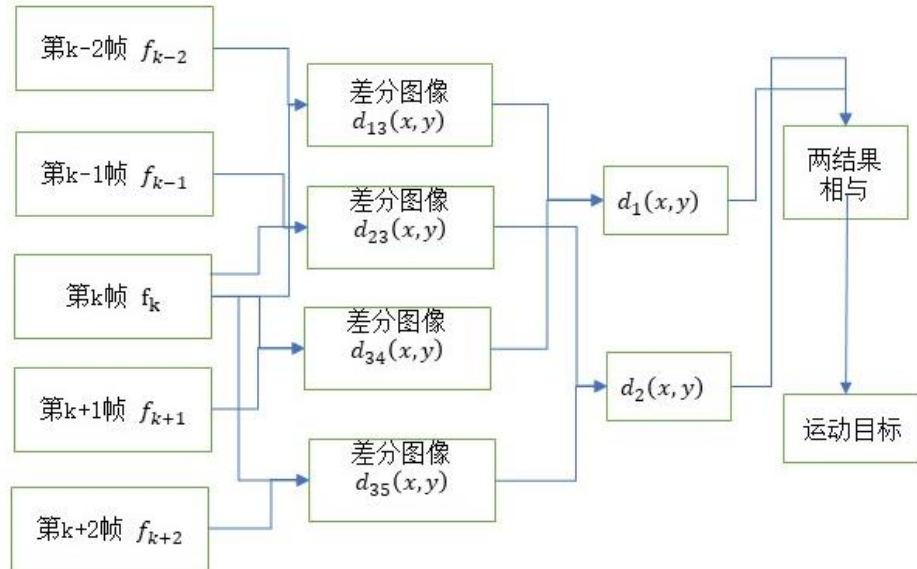 第k-2帧 f_{k-2}
第k-1帧 f_{k-1}
第k帧 f_k
第k+1帧 f_{k+1}
第k+2帧 f_{k+2}
差分图像
d_{13}(x,y)
差分图像
d_{23}(x,y)
差分图像
d_{34}(x,y)
差分图像
d_{35}(x,y)
d_1(x,y)
d_2(x,y)
两结果
相与
运动目标